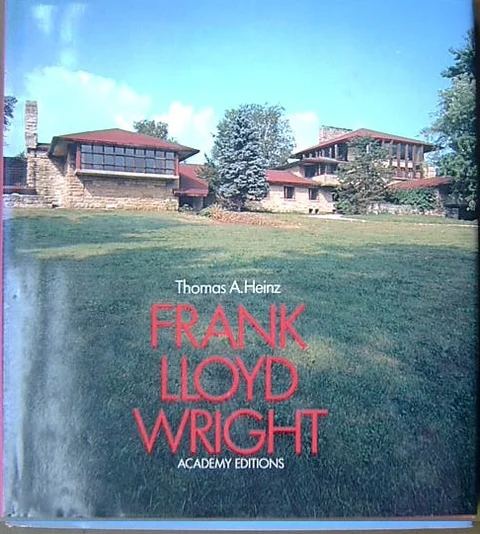 Thomas A. Heinz
FRANK
LLOYD
WRIGHT
ACADEMY EDITIONS